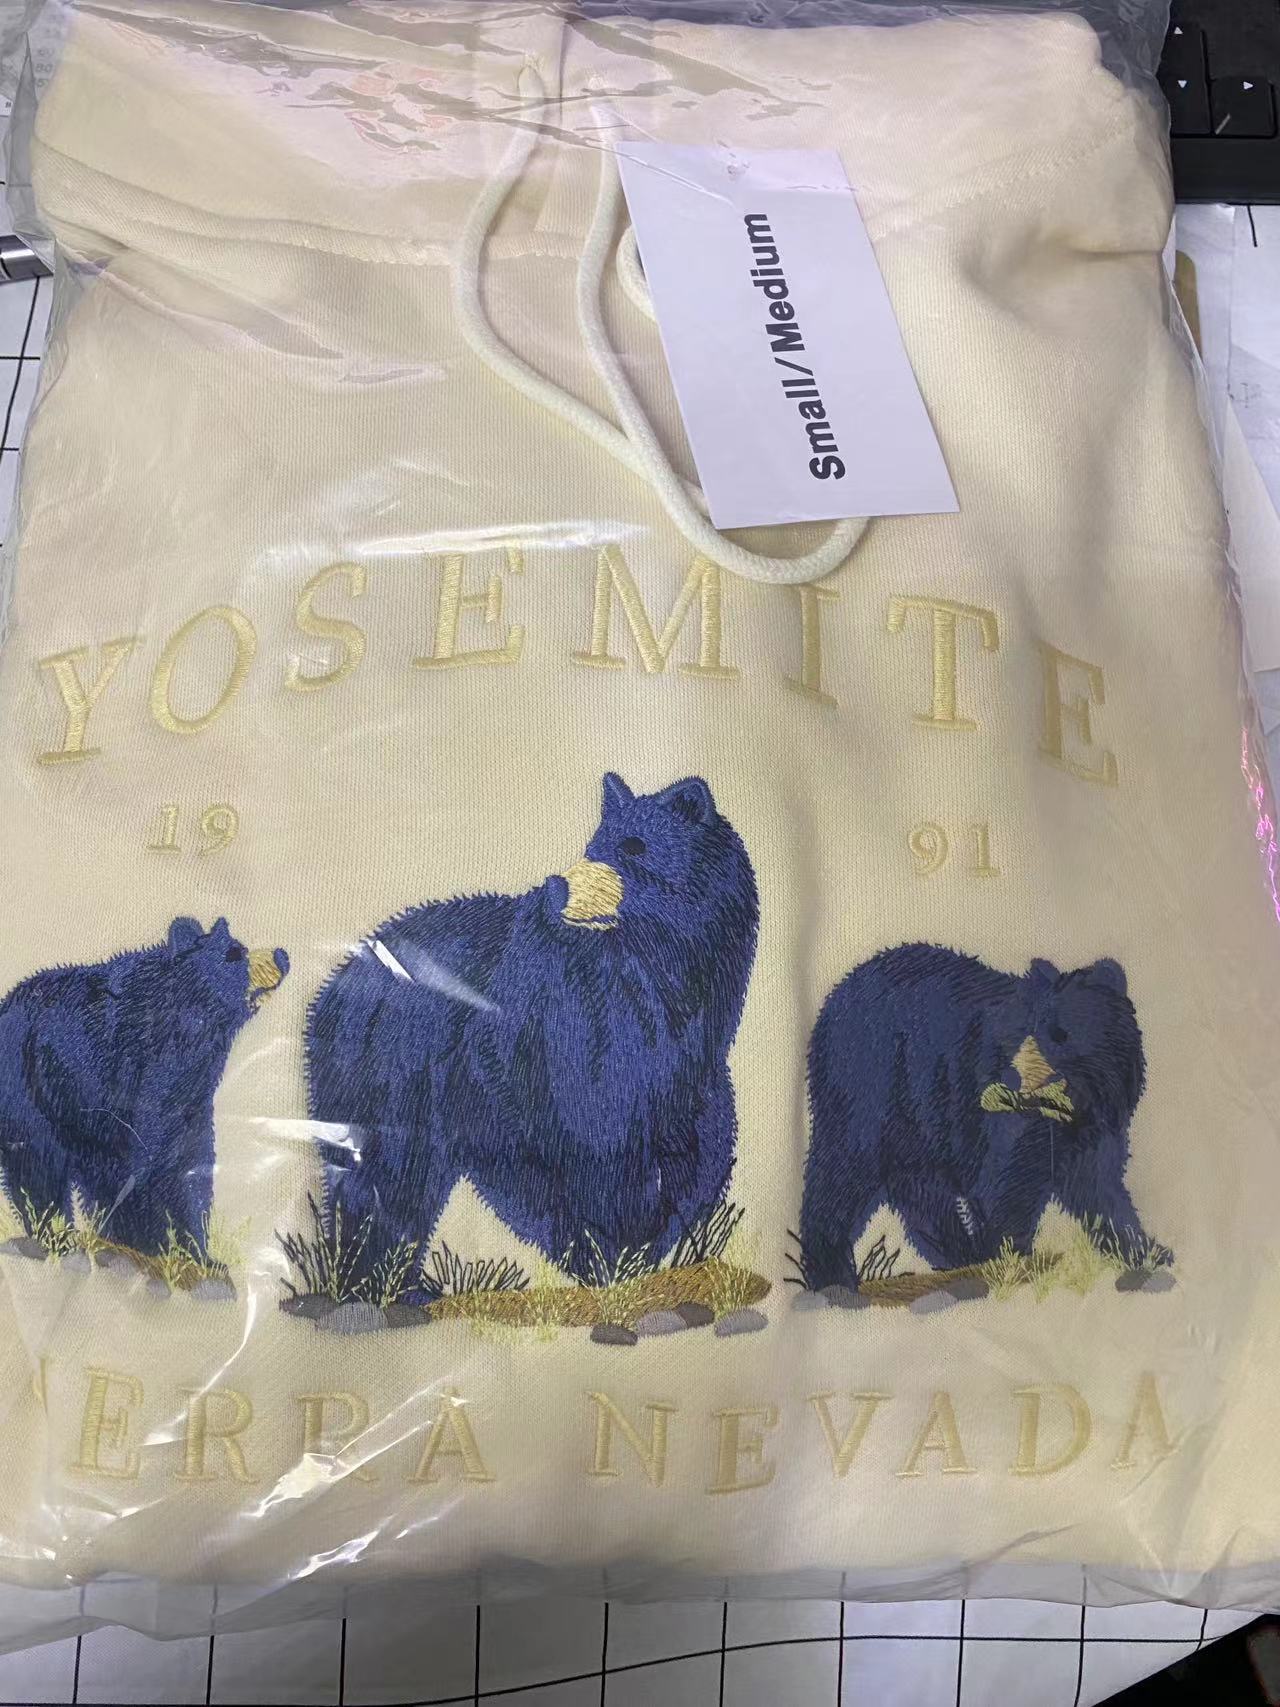 Small/Medium
YOSEMITE
19 91
ERRA NEVADA